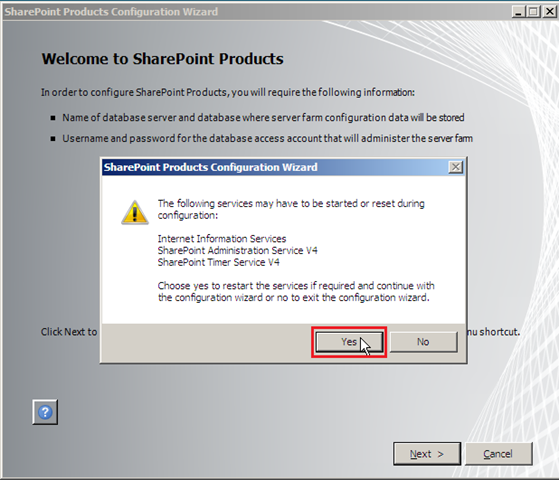 SharePoint Products Configuration Wizard
Welcome to SharePoint Products
In order to configure SharePoint Products, you will require the following information:
Name of database server and database where server farm configuration data will be stored
Username and password for the database access account that will administer the server farm
SharePoint Products Configuration Wizard
The following services may have to be started or reset during
configuration:
Internet Information Services
SharePoint Administration Service V4
SharePoint Timer Service V4
Choose yes to restart the services if required and continue with
the configuration wizard or no to exit the configuration wizard.
Yes
No
Click Next to
nu shortcut.
?
Next >
Cancel